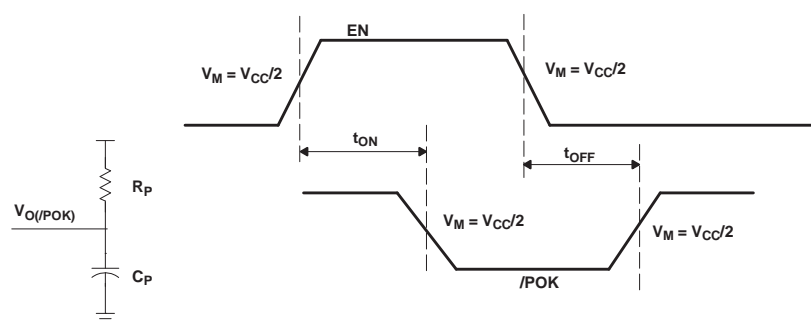 EN
V_M = V_CC/2
V_M = V_CC/2
t_ON
t_OFF
R_P
V_O(/POK)
V_M = V_CC/2
V_M = V_CC/2
C_P
/POK